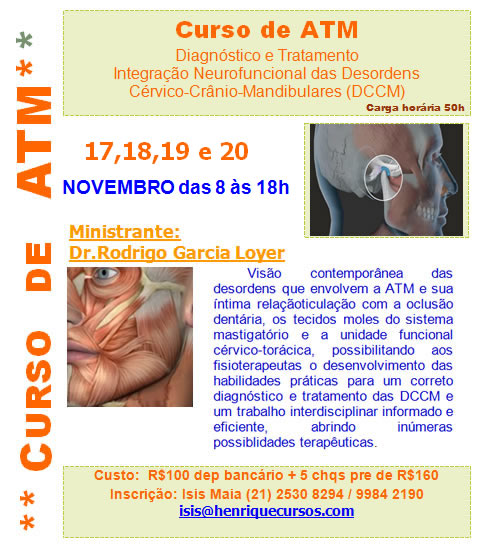 ** CURSO DE ATM**
Curso de ATM
Diagnóstico e Tratamento
Integração Neurofuncional das Desordens
Cérvico-Crânio-Mandibulares (DCCM)
Carga horária 50h
17,18,19 e 20
NOVEMBRO das 8 às 18h
Ministrante:
Dr.Rodrigo Garcia Loyer
Visão contemporânea das
desordens que envolvem a ATM e sua
íntima relaçãoticulação com a oclusão
dentária, os tecidos moles do sistema
mastigatório e a unidade funcional
cérvico-torácica, possibilitando aos
fisioterapeutas o desenvolvimento das
habilidades práticas para um correto
diagnóstico e tratamento das DCCM e
um trabalho interdisciplinar informado e
eficiente, abrindo inúmeras
possiblidades terapêuticas.
Custo: R$100 dep bancário + 5 chqs pre de R$160
Inscrição: Isis Maia (21) 2530 8294 / 9984 2190
isis@henriquecursos.com